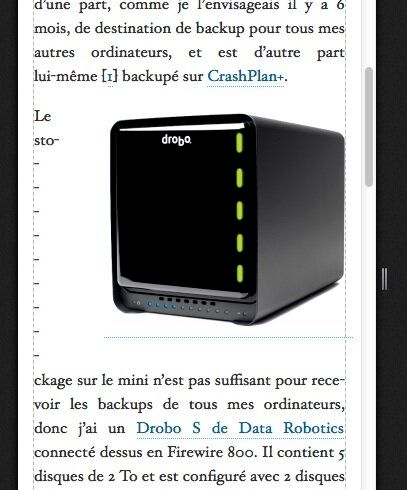 d'une part, comme je l'envisageais il y a 6
mois, de destination de backup pour tous mes
autres ordinateurs, et est d'autre part
lui-même [1] backupé sur CrashPlan+.
Le
sto-
-
-
-
-
-
-
-
-
-
drobo
ckage sur le mini n'est pas suffisant pour rece-
voir les backups de tous mes ordinateurs,
donc j'ai un Drobo S de Data Robotics
connecté dessus en Firewire 800. Il contient 5
disques de 2 To et est configuré avec 2 disques